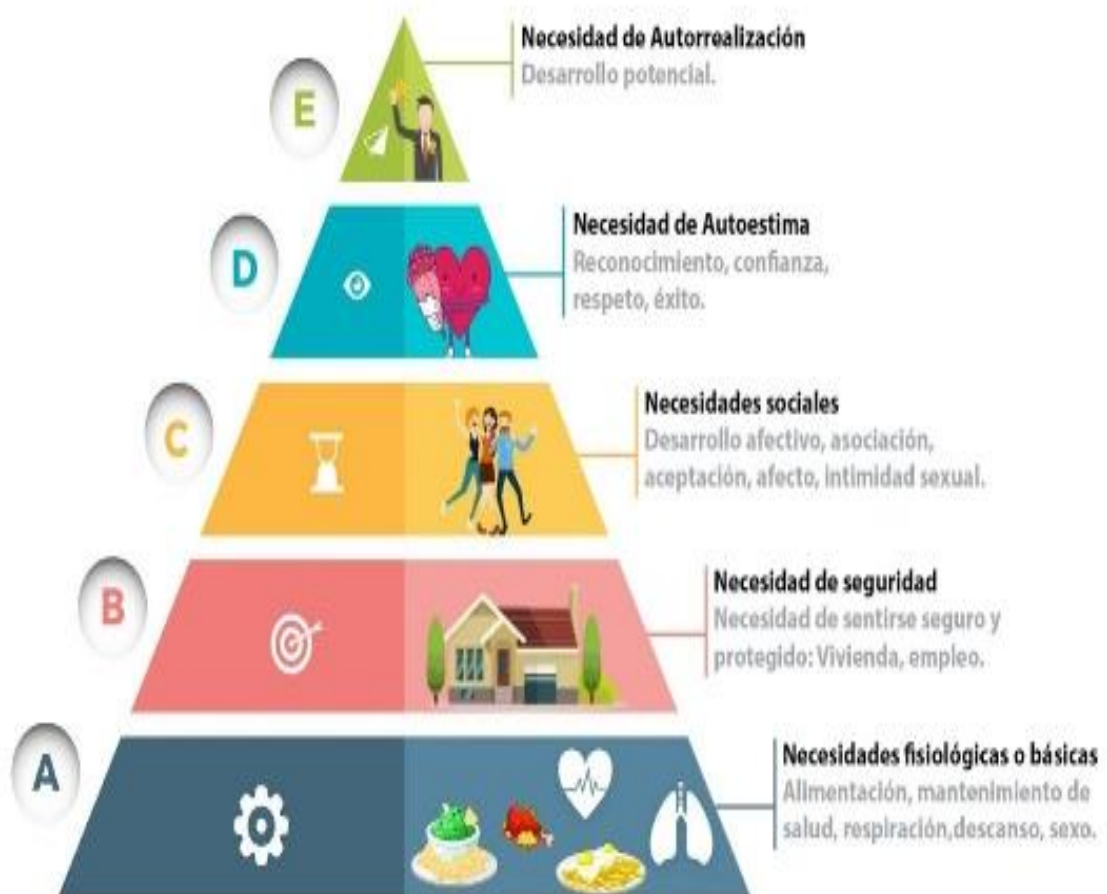 E
Necesidad de Autorrealización
Desarrollo potencial.
D
Necesidad de Autoestima
Reconocimiento, confianza,
respeto, éxito.
C
Necesidades sociales
Desarrollo afectivo, asociación,
aceptación, afecto, intimidad sexual.
B
Necesidad de seguridad
Necesidad de sentirse seguro y
protegido: Vivienda, empleo.
A
Necesidades fisiológicas o básicas
Alimentación, mantenimiento de
salud, respiración,descanso, sexo.